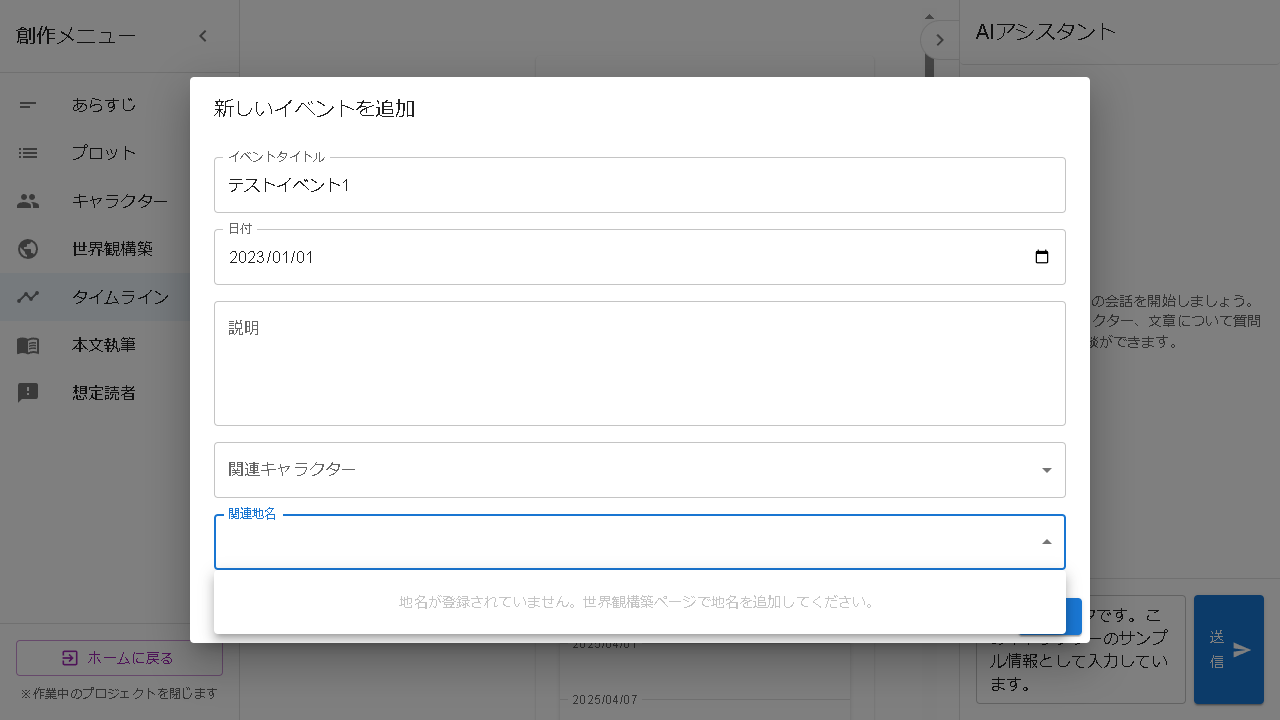 創作メニュー
あらすじ
プロット
キャラクター
世界観構築
タイムライン
本文執筆
想定読者
ホームに戻る
※作業中のプロジェクトを閉じます
新しいイベントを追加
イベントタイトル
テストイベント1
日付
2023/01/01
説明
関連キャラクター
関連地名
地名が登録されていません。世界観構築ページで地名を追加してください。
2025/04/01
2025/04/07
AIアシスタント
の会話を開始しましょう。
クター、文章について質問
談ができます。
です。こ
ーのサンプ
ル情報として入力してい
ます。
送信